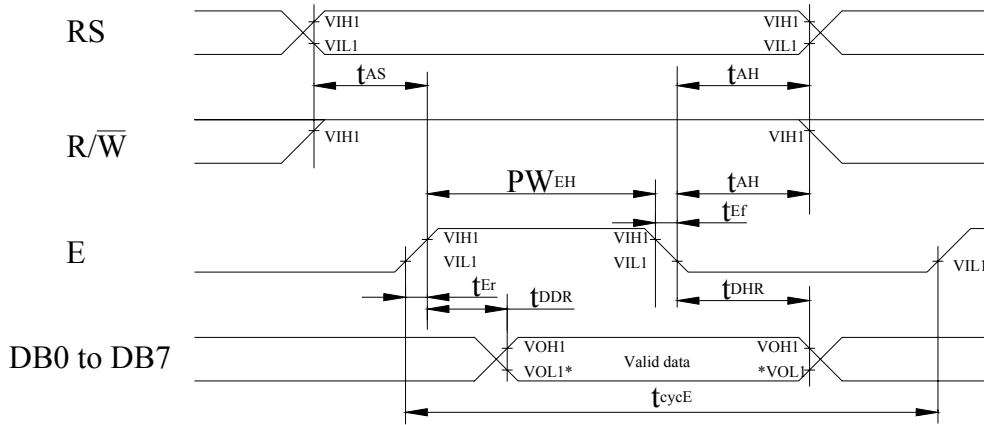 RS
VIH1
VIL1
VIH1
VIL1
tAS
tAH
R/W̅
VIH1
VIH1
PWEH
tAH
tEf
E
VIH1
VIL1
VIH1
VIL1
VIL1
tEr
tDDR
tDHR
DB0 to DB7
VOH1
VOL1*
Valid data
VOH1
*VOL1
tcycE